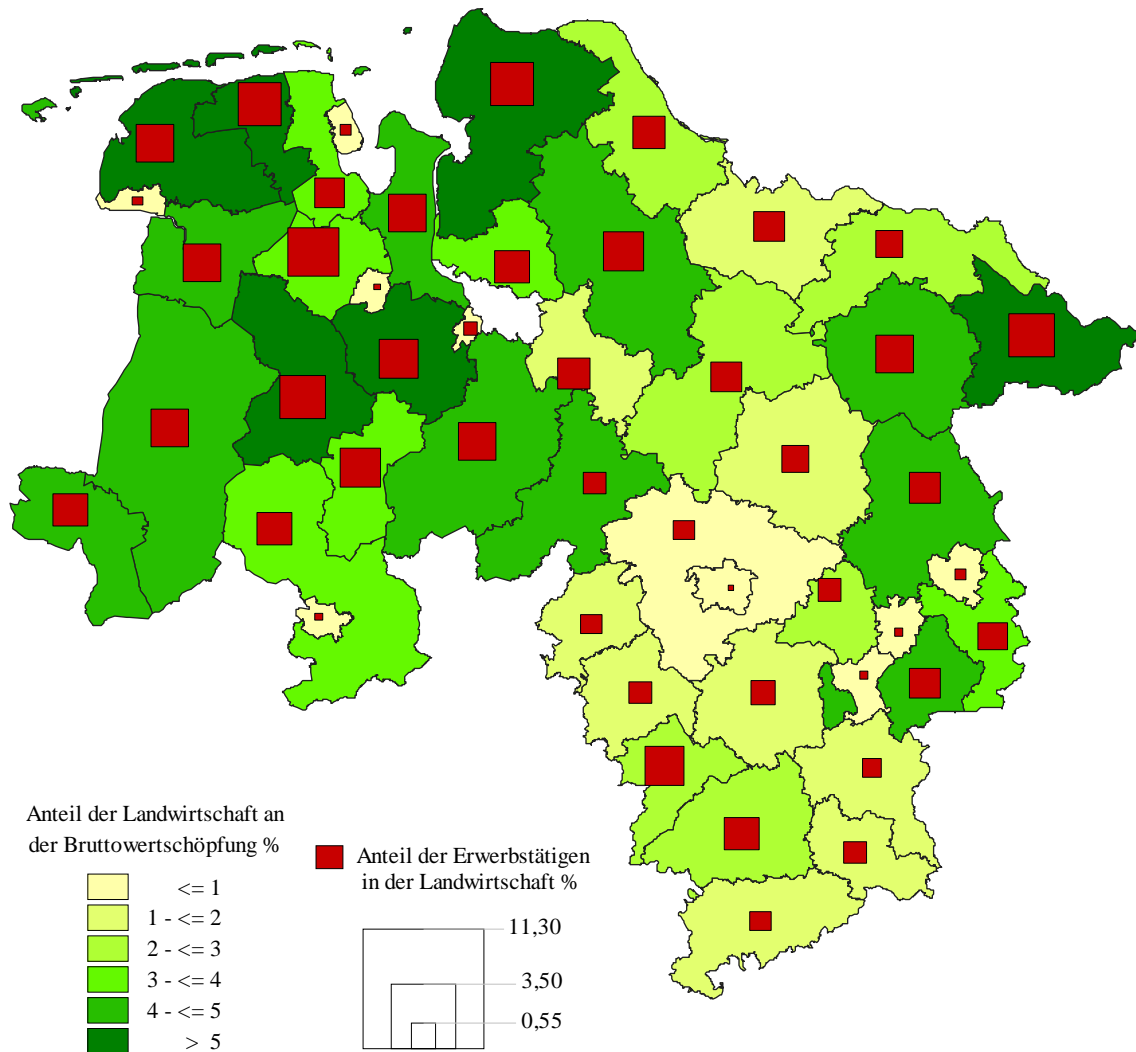 Anteil der Landwirtschaft an
der Bruttowertschöpfung %
<= 1
1 - <= 2
2 - <= 3
3 - <= 4
4 - <= 5
> 5
Anteil der Erwerbstätigen
in der Landwirtschaft %
11,30
3,50
0,55